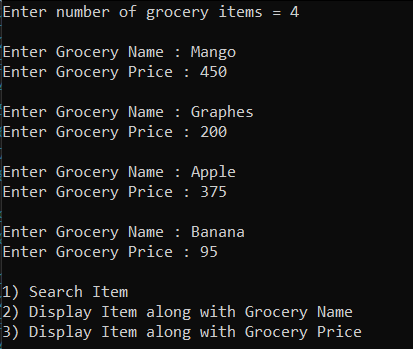 Enter number of grocery items = 4
Enter Grocery Name : Mango
Enter Grocery Price : 450
Enter Grocery Name : Graphes
Enter Grocery Price : 200
Enter Grocery Name : Apple
Enter Grocery Price : 375
Enter Grocery Name : Banana
Enter Grocery Price : 95
1) Search Item
2) Display Item along with Grocery Name
3) Display Item along with Grocery Price